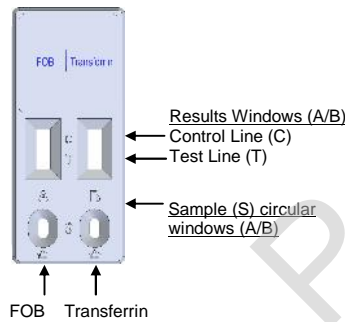 FOB Transferrin
Results Windows (A/B)
Control Line (C)
C
Test Line (T)
T
A B
Sample (S) circular
windows (A/B)
S
FOB Transferrin
P